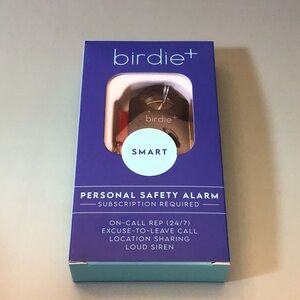 birdie+
birdie+
SMART
PERSONAL SAFETY ALARM
SUBSCRIPTION REQUIRED
ON-CALL REP (24/7)
EXCUSE-TO-LEAVE CALL
LOCATION SHARING
LOUD SIREN